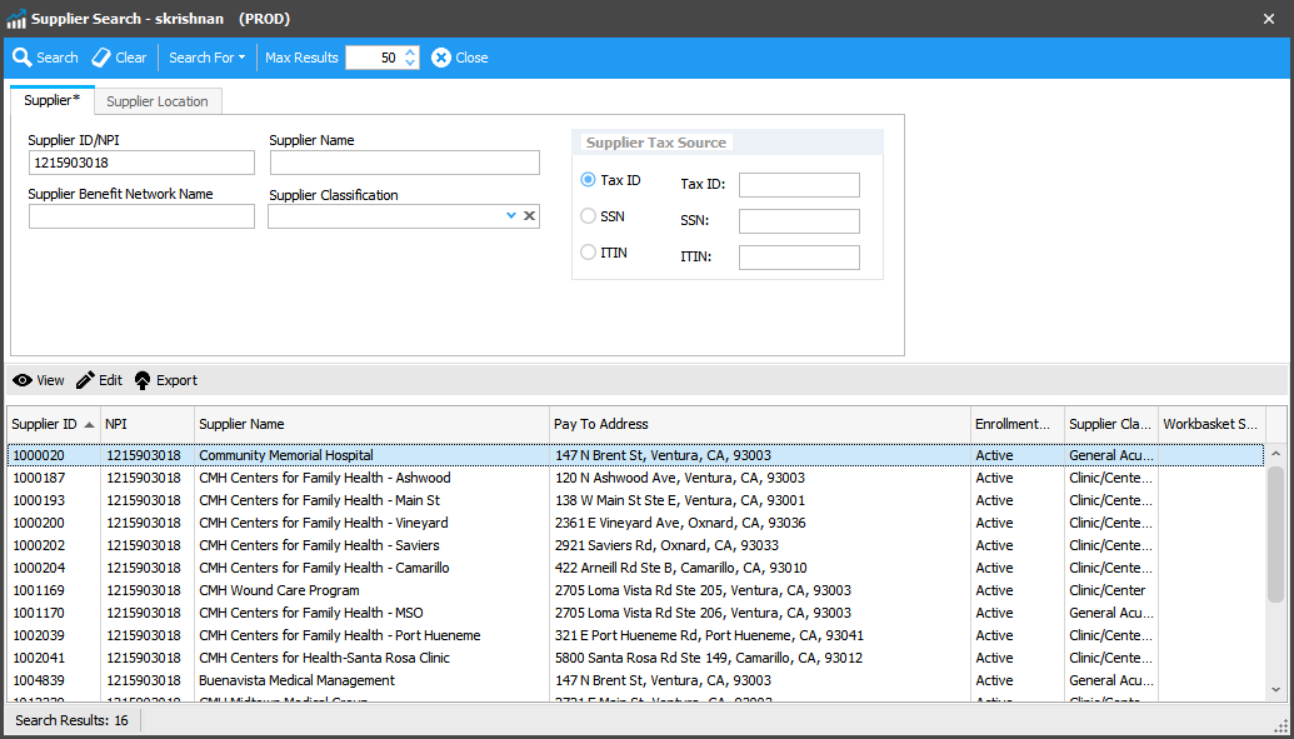 Supplier Search - skrishnan (PROD)
Search Clear Search For Max Results 50 Close
Supplier* Supplier Location
Supplier ID/NPI Supplier Name Supplier Tax Source
1215903018
Tax ID Tax ID:
Supplier Benefit Network Name Supplier Classification
SSN SSN:
ITIN ITIN:
View Edit Export
Supplier ID NPI Supplier Name Pay To Address Enrollment... Supplier Cla... Workbasket S...
1000020 1215903018 Community Memorial Hospital 147 N Brent St, Ventura, CA, 93003 Active General Acu...
1000187 1215903018 CMH Centers for Family Health - Ashwood 120 N Ashwood Ave, Ventura, CA, 93003 Active Clinic/Cente...
1000193 1215903018 CMH Centers for Family Health - Main St 138 W Main St Ste E, Ventura, CA, 93001 Active Clinic/Cente...
1000200 1215903018 CMH Centers for Family Health - Vineyard 2361 E Vineyard Ave, Oxnard, CA, 93036 Active Clinic/Cente...
1000202 1215903018 CMH Centers for Family Health - Saviers 2921 Saviers Rd, Oxnard, CA, 93033 Active Clinic/Cente...
1000204 1215903018 CMH Centers for Family Health - Camarillo 422 Arneill Rd Ste B, Camarillo, CA, 93010 Active Clinic/Cente...
1001169 1215903018 CMH Wound Care Program 2705 Loma Vista Rd Ste 205, Ventura, CA, 93003 Active Clinic/Center
1001170 1215903018 CMH Centers for Family Health - MSO 2705 Loma Vista Rd Ste 206, Ventura, CA, 93003 Active General Acu...
1002039 1215903018 CMH Centers for Family Health - Port Hueneme 321 E Port Hueneme Rd, Port Hueneme, CA, 93041 Active Clinic/Cente...
1002041 1215903018 CMH Centers for Health-Santa Rosa Clinic 5800 Santa Rosa Rd Ste 149, Camarillo, CA, 93012 Active Clinic/Cente...
1004839 1215903018 Buenavista Medical Management 147 N Brent St, Ventura, CA, 93003 Active General Acu...
1215903018 CMH Midtown Medical Group Main St, Ventura, CA, Active Clinic/Cente...
Search Results: 16